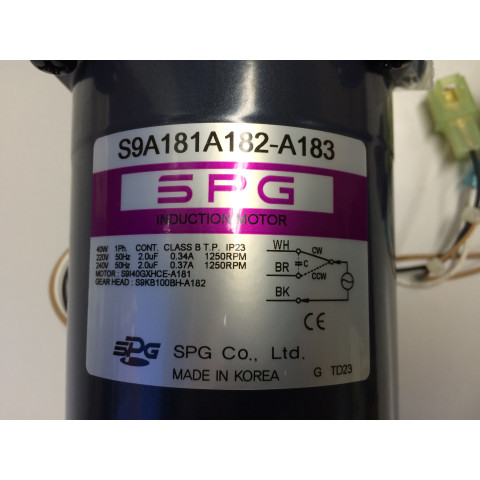 S9A181A182-A183
SPG
INDUCTION MOTOR
40W 1Ph. CONT. CLASS B T.P. IP23
220V 50Hz 2.0uF 0.34A 1250RPM
240V 50Hz 2.0uF 0.37A 1250RPM
MOTOR : S9I40GXHCE-A181
GEAR HEAD : S9KB100BH-A182
WH CW
C
BR CCW
BK
CE
SPG SPG Co., Ltd.
MADE IN KOREA G TD23